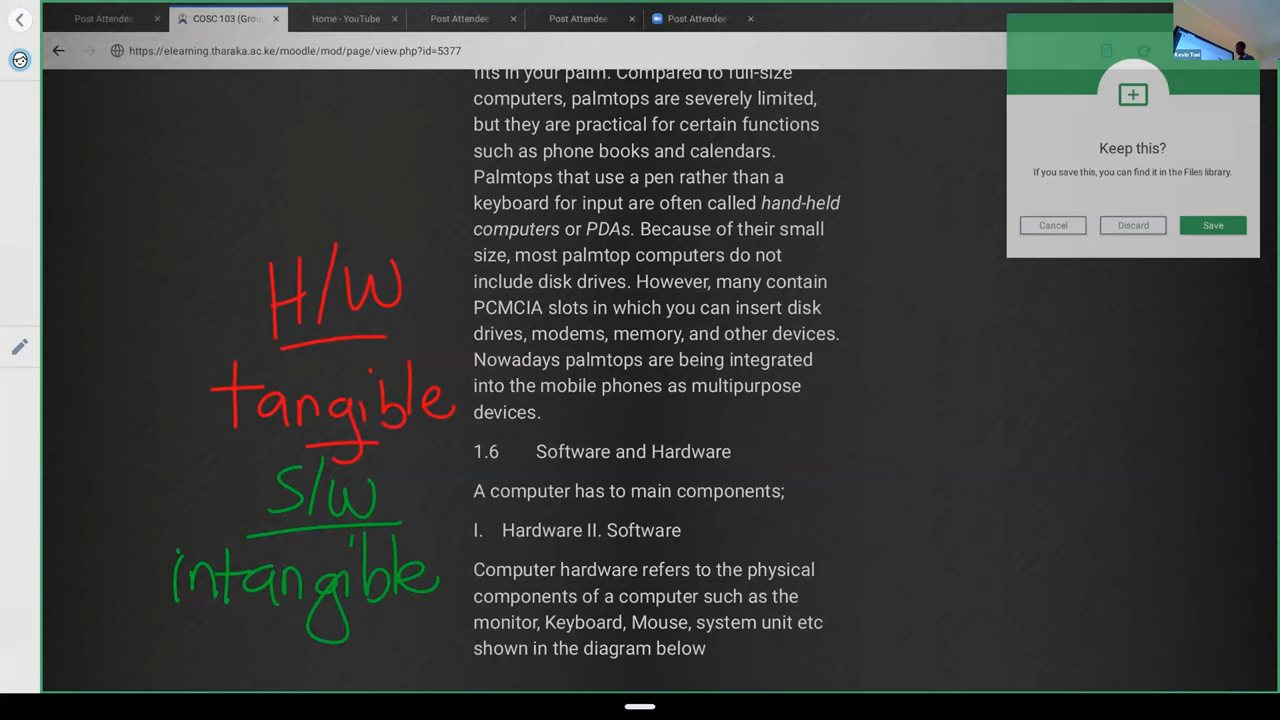 Post Attendee
COSC 103 (Grou
Home - YouTube
Post Attendee
Post Attendee
Post Attendee
https://elearning.tharaka.ac.ke/moodle/mod/page/view.php?id=5377
Kevin Turi
fits in your palm. Compared to full-size
computers, palmtops are severely limited,
but they are practical for certain functions
such as phone books and calendars.
Palmtops that use a pen rather than a
keyboard for input are often called hand-held
computers or PDAs. Because of their small
size, most palmtop computers do not
include disk drives. However, many contain
PCMCIA slots in which you can insert disk
drives, modems, memory, and other devices.
Nowadays palmtops are being integrated
into the mobile phones as multipurpose
devices.
1.6 Software and Hardware
A computer has to main components;
I. Hardware II. Software
Computer hardware refers to the physical
components of a computer such as the
monitor, Keyboard, Mouse, system unit etc
shown in the diagram below
H/W
tangible
S/W
intangible
Keep this?
If you save this, you can find it in the Files library.
Cancel
Discard
Save